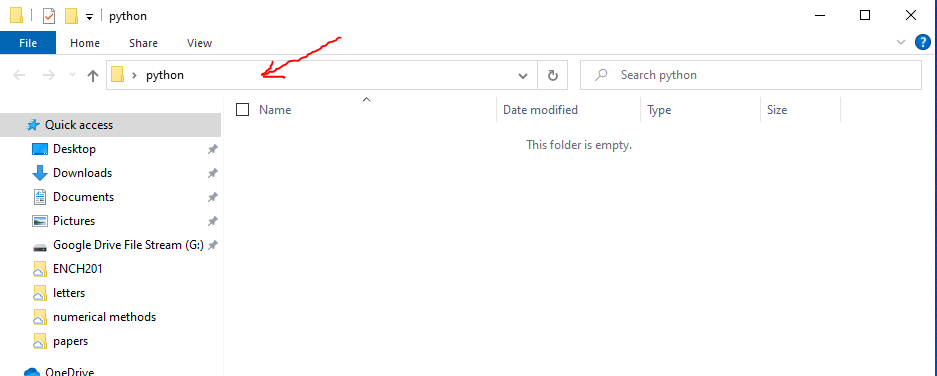 python
File Home Share View
python Search python
Name Date modified Type Size
This folder is empty.
Quick access
Desktop
Downloads
Documents
Pictures
Google Drive File Stream (G:)
ENCH201
letters
numerical methods
papers
OneDrive